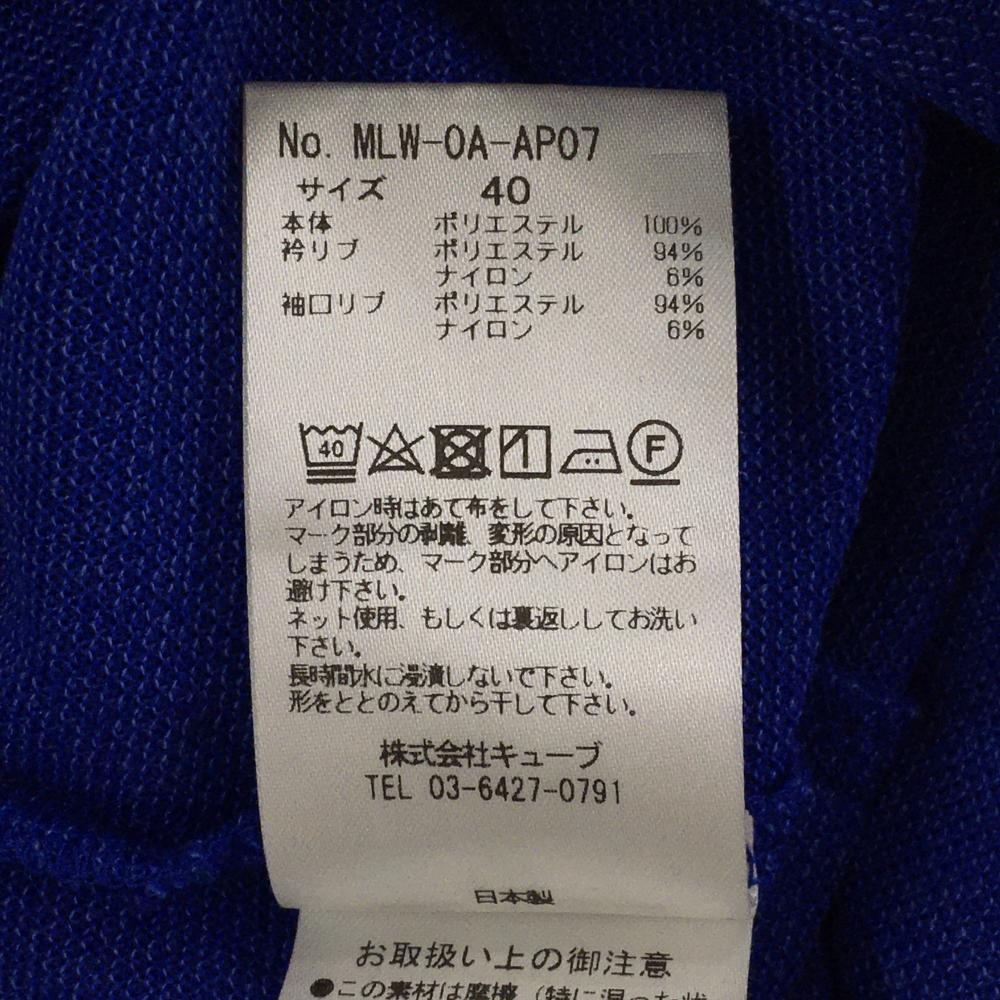 No. MLW-0A-AP07
サイズ 40
本体 ポリエステル 100%
衿リブ ポリエステル 94%
ナイロン 6%
袖口リブ ポリエステル 94%
ナイロン 6%
40 F
アイロン時はあて布をして下さい。
マーク部分の剥離、変形の原因となって
しまうため、マーク部分へアイロンはお
避け下さい。
ネット使用、もしくは裏返ししてお洗い
下さい。
長時間水に浸漬しないで下さい。
形をととのえてから干して下さい。
株式会社キューブ
TEL 03-6427-0791
日本製
お取扱い上の御注意
●この素材は摩擦（特に湿った状